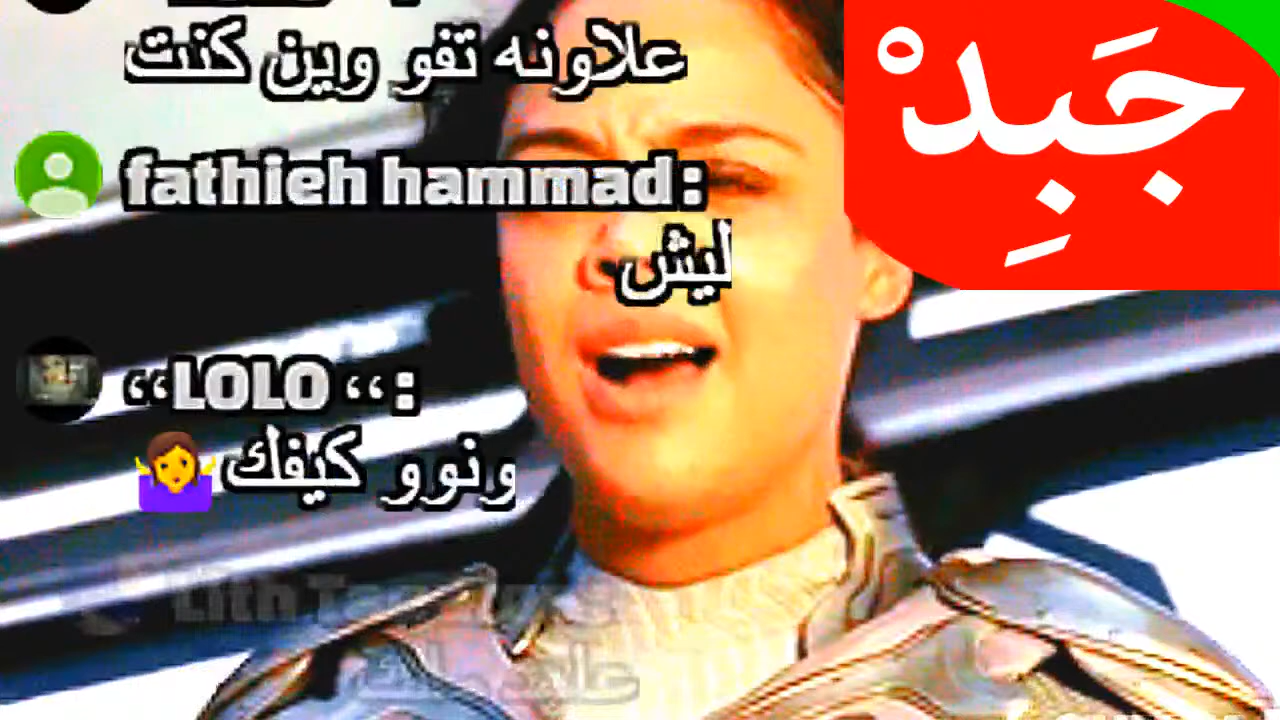 علاونه تفو وين كنت
fathieh hammad:
ليش
“LOLO “:
ونوو كيفك🤷‍♀️
جَبِدْه